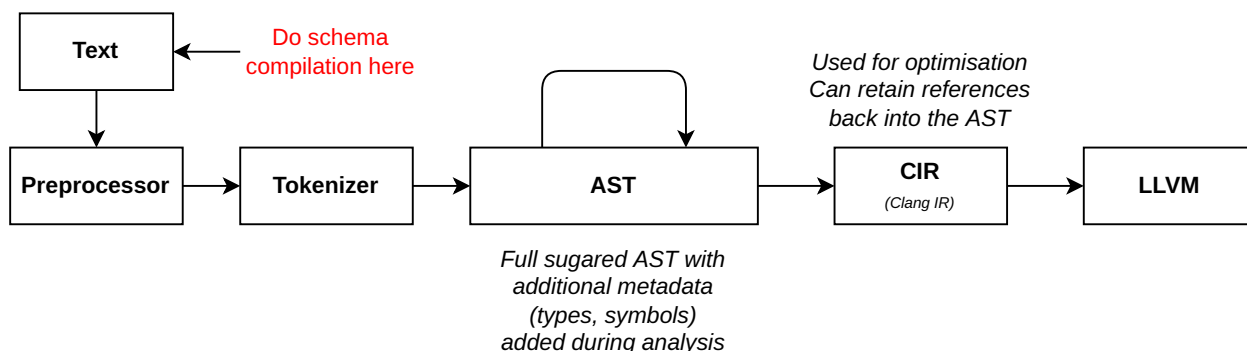 Text
Do schema
compilation here
Used for optimisation
Can retain references
back into the AST
Preprocessor
Tokenizer
AST
CIR
(Clang IR)
LLVM
Full sugared AST with
additional metadata
(types, symbols)
added during analysis